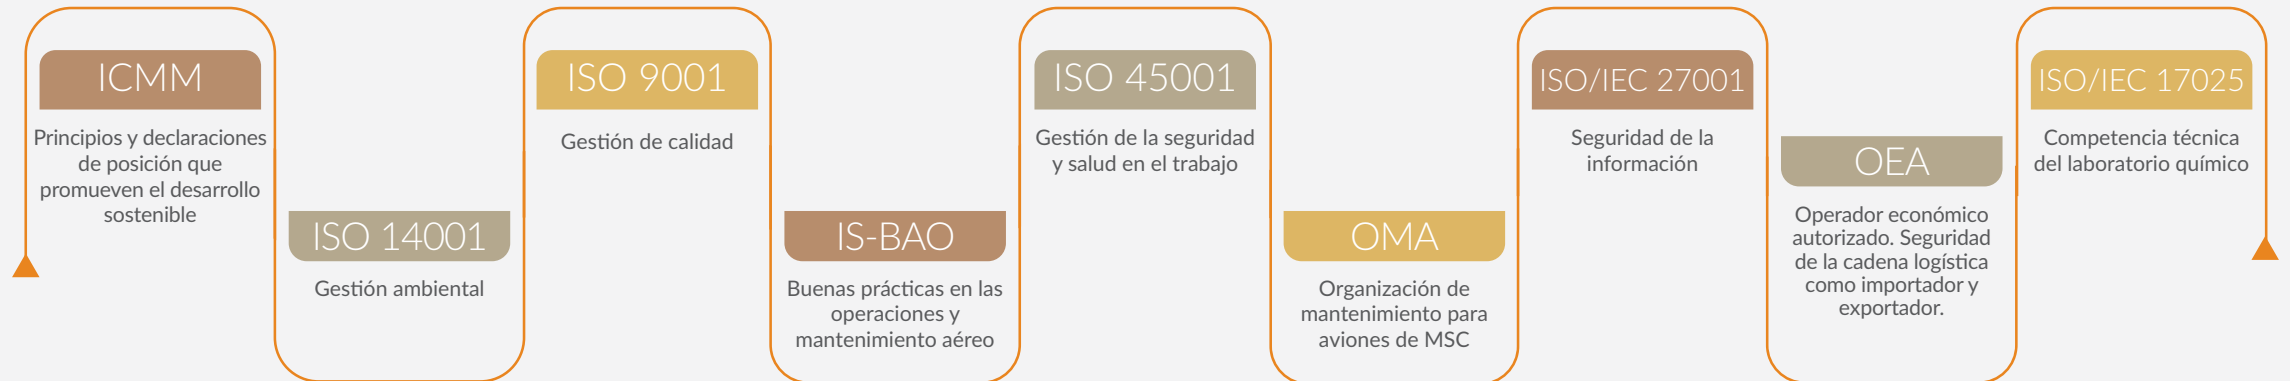 ICMM
Principios y declaraciones
de posición que
promueven el desarrollo
sostenible
ISO 14001
Gestión ambiental
ISO 9001
Gestión de calidad
IS-BAO
Buenas prácticas en las
operaciones y
mantenimiento aéreo
ISO 45001
Gestión de la seguridad
y salud en el trabajo
OMA
Organización de
mantenimiento para
aviones de MSC
ISO/IEC 27001
Seguridad de la
información
OEA
Operador económico
autorizado. Seguridad
de la cadena logística
como importador y
exportador.
ISO/IEC 17025
Competencia técnica
del laboratorio químico